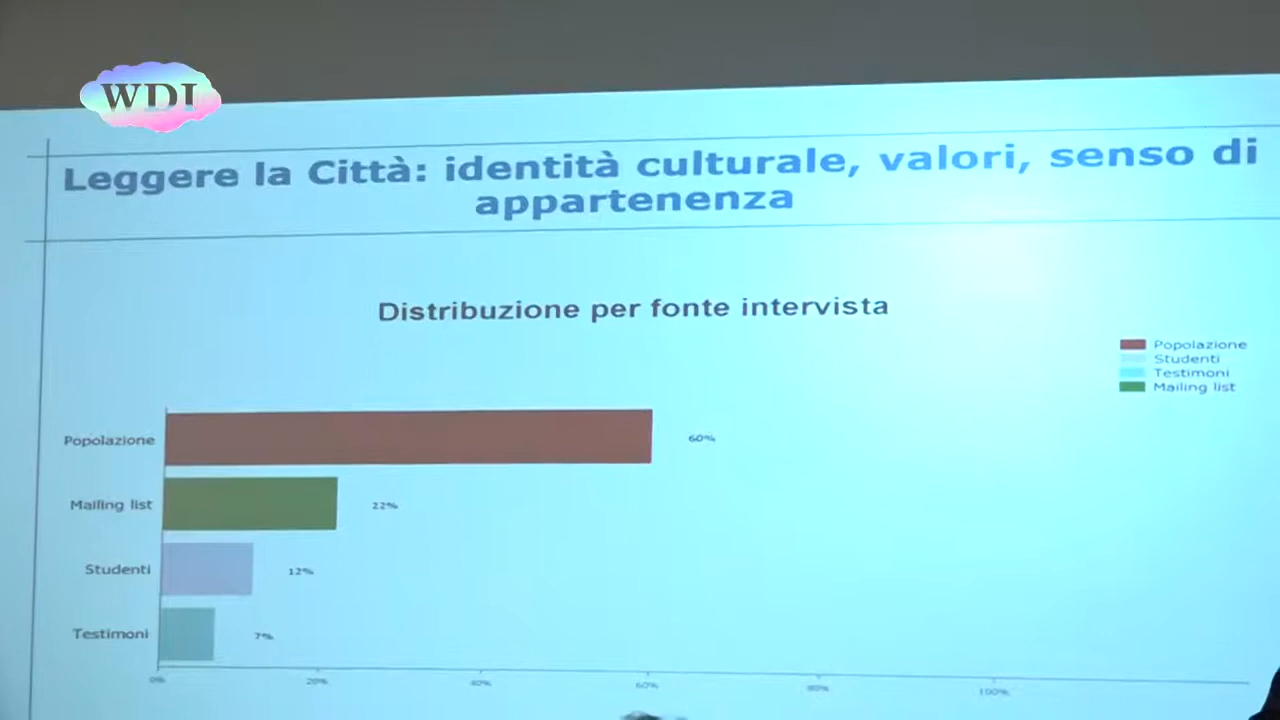 WDI
Leggere la Città: identità culturale, valori, senso di
appartenenza
Distribuzione per fonte intervista
Popolazione
Studenti
Testimoni
Mailing list
Popolazione
60%
Mailing list
22%
Studenti
12%
Testimoni
7%
0%
20%
40%
60%
80%
100%